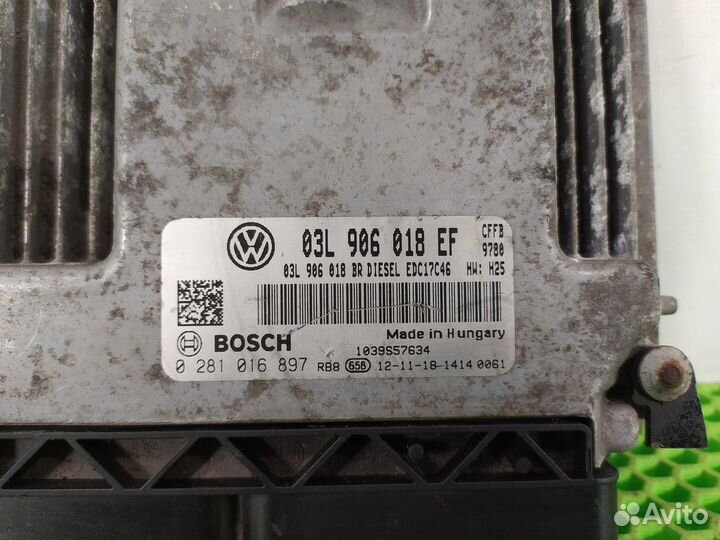 03L 906 018 EF CFFB 9780
03L 906 018 BR DIESEL EDC17C46 HW: H25
BOSCH Made in Hungary
1039S57634
0 281 016 897 RB8 658 12-11-18 1414 0061
Avito